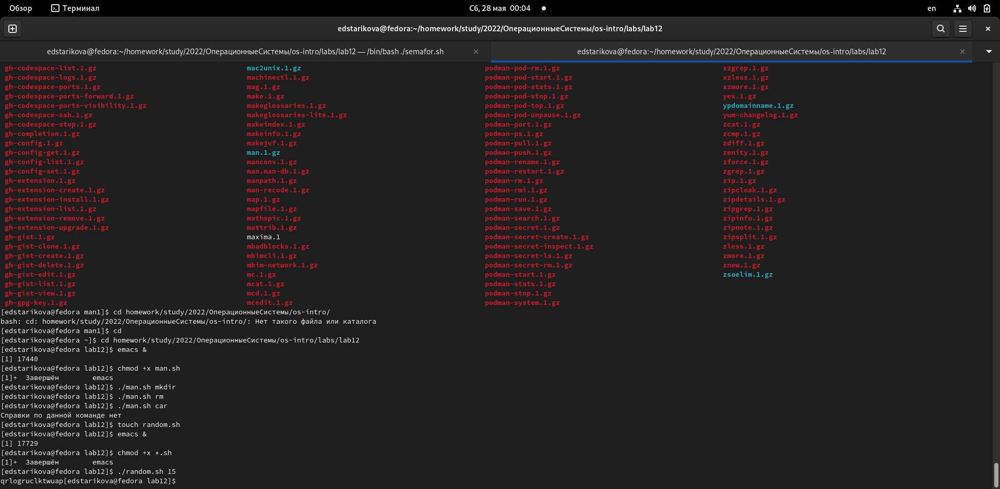 Обзор Терминал Сб, 28 мая 00:04 en
edstarikova@fedora:~/homework/study/2022/ОперационныеСистемы/os-intro/labs/lab12
edstarikova@fedora:~/homework/study/2022/ОперационныеСистемы/os-intro/labs/lab12 — /bin/bash ./semafor.sh edstarikova@fedora:~/homework/study/2022/ОперационныеСистемы/os-intro/labs/lab12
gh-codespace-list.1.gz mac2unix.1.gz podman-pod-rm.1.gz xzgrep.1.gz
gh-codespace-logs.1.gz machinectl.1.gz podman-pod-start.1.gz xzless.1.gz
gh-codespace-ports.1.gz mag.1.gz podman-pod-stats.1.gz xzmore.1.gz
gh-codespace-ports-forward.1.gz make.1.gz podman-pod-stop.1.gz yes.1.gz
gh-codespace-ports-visibility.1.gz makeglossaries.1.gz podman-pod-top.1.gz ypdomainname.1.gz
gh-codespace-ssh.1.gz makeglossaries-lite.1.gz podman-pod-unpause.1.gz yum-changelog.1.gz
gh-codespace-stop.1.gz makeindex.1.gz podman-port.1.gz zcat.1.gz
gh-completion.1.gz makeinfo.1.gz podman-ps.1.gz zcmp.1.gz
gh-config.1.gz makejvf.1.gz podman-pull.1.gz zdiff.1.gz
gh-config-get.1.gz man.1.gz podman-push.1.gz zenity.1.gz
gh-config-list.1.gz manconv.1.gz podman-rename.1.gz zforce.1.gz
gh-config-set.1.gz man.man-db.1.gz podman-restart.1.gz zgrep.1.gz
gh-extension.1.gz manpath.1.gz podman-rm.1.gz zip.1.gz
gh-extension-create.1.gz man-recode.1.gz podman-rmi.1.gz zipcloak.1.gz
gh-extension-install.1.gz map.1.gz podman-run.1.gz zipdetails.1.gz
gh-extension-list.1.gz mapfile.1.gz podman-save.1.gz zipgrep.1.gz
gh-extension-remove.1.gz mathspic.1.gz podman-search.1.gz zipinfo.1.gz
gh-extension-upgrade.1.gz mattrib.1.gz podman-secret.1.gz zipnote.1.gz
gh-gist.1.gz maxima.1 podman-secret-create.1.gz zipsplit.1.gz
gh-gist-clone.1.gz mbadblocks.1.gz podman-secret-inspect.1.gz zless.1.gz
gh-gist-create.1.gz mbimcli.1.gz podman-secret-ls.1.gz zmore.1.gz
gh-gist-delete.1.gz mbim-network.1.gz podman-secret-rm.1.gz znew.1.gz
gh-gist-edit.1.gz mc.1.gz podman-start.1.gz zsoelim.1.gz
gh-gist-list.1.gz mcat.1.gz podman-stats.1.gz
gh-gist-view.1.gz mcd.1.gz podman-stop.1.gz
gh-gpg-key.1.gz mcedit.1.gz podman-system.1.gz
[edstarikova@fedora man1]$ cd homework/study/2022/ОперационныеСистемы/os-intro/
bash: cd: homework/study/2022/ОперационныеСистемы/os-intro/: Нет такого файла или каталога
[edstarikova@fedora man1]$ cd
[edstarikova@fedora ~]$ cd homework/study/2022/ОперационныеСистемы/os-intro/labs/lab12
[edstarikova@fedora lab12]$ emacs &
[1] 17440
[edstarikova@fedora lab12]$ chmod +x man.sh
[1]+  Завершён        emacs
[edstarikova@fedora lab12]$ ./man.sh mkdir
[edstarikova@fedora lab12]$ ./man.sh rm
[edstarikova@fedora lab12]$ ./man.sh car
Справки по данной команде нет
[edstarikova@fedora lab12]$ touch random.sh
[edstarikova@fedora lab12]$ emacs &
[1] 17729
[edstarikova@fedora lab12]$ chmod +x *.sh
[1]+  Завершён        emacs
[edstarikova@fedora lab12]$ ./random.sh 15
qrlogruclktwuap[edstarikova@fedora lab12]$